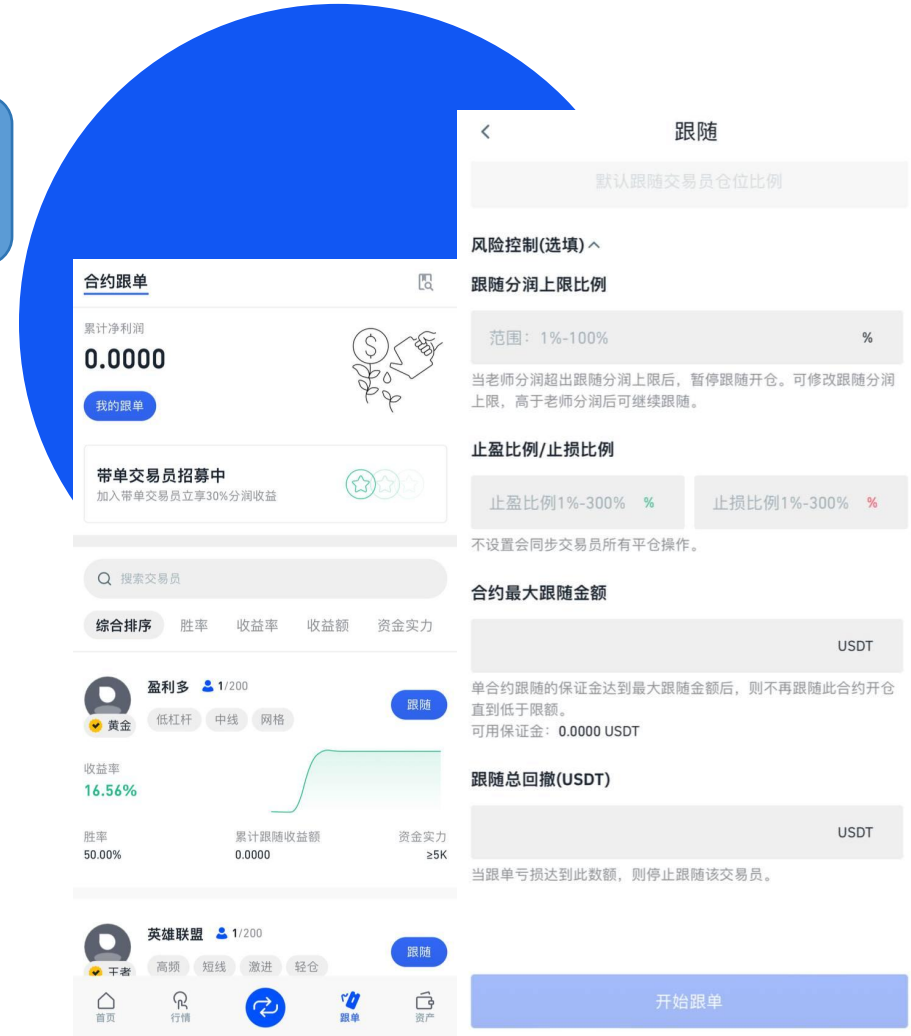 合约跟单
累计净利润
0.0000
我的跟单
带单交易员招募中
加入带单交易员立享30%分润收益
搜索交易员
综合排序 胜率 收益率 收益额 资金实力
盈利多 1/200
跟随
黄金 低杠杆 中线 网格
收益率
16.56%
胜率 累计跟随收益额 资金实力
50.00% 0.0000 ≥5K
英雄联盟 1/200
跟随
王者 高频 短线 激进 轻仓
首页 行情 跟单 资产
跟随
默认跟随交易员仓位比例
风险控制(选填)
跟随分润上限比例
范围：1%-100% %
当老师分润超出跟随分润上限后，暂停跟随开仓。可修改跟随分润
上限，高于老师分润后可继续跟随。
止盈比例/止损比例
止盈比例1%-300% % 止损比例1%-300% %
不设置会同步交易员所有平仓操作。
合约最大跟随金额
USDT
单合约跟随的保证金达到最大跟随金额后，则不再跟随此合约开仓
直到低于限额。
可用保证金：0.0000 USDT
跟随总回撤(USDT)
USDT
当跟单亏损达到此数额，则停止跟随该交易员。
开始跟单